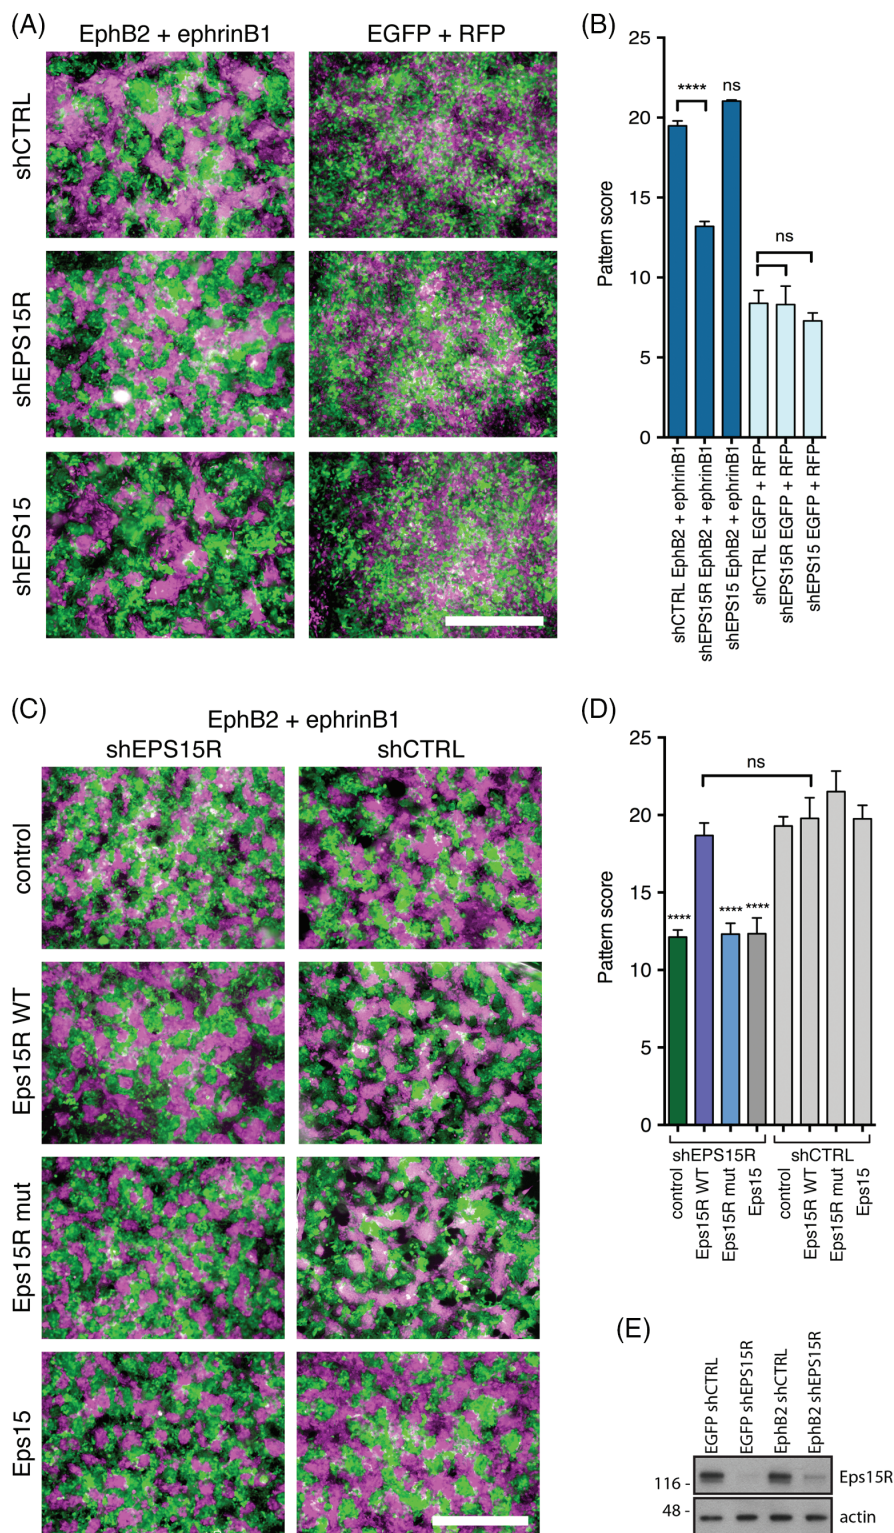 (A)
EphB2 + ephrinB1
EGFP + RFP
shCTRL
shEPS15R
shEPS15
(B)
25
20
15
10
5
0
Pattern score
****
ns
ns
shCTRL EphB2 + ephrinB1
shEPS15R EphB2 + ephrinB1
shEPS15 EphB2 + ephrinB1
shCTRL EGFP + RFP
shEPS15R EGFP + RFP
shEPS15 EGFP + RFP
(C)
EphB2 + ephrinB1
shEPS15R
shCTRL
control
Eps15R WT
Eps15R mut
Eps15
(D)
25
20
15
10
5
0
Pattern score
ns
****
****
****
shEPS15R
shCTRL
control
Eps15R WT
Eps15R mut
Eps15
control
Eps15R WT
Eps15R mut
Eps15
(E)
EGFP shCTRL
EGFP shEPS15R
EphB2 shCTRL
EphB2 shEPS15R
116 -
Eps15R
48 -
actin